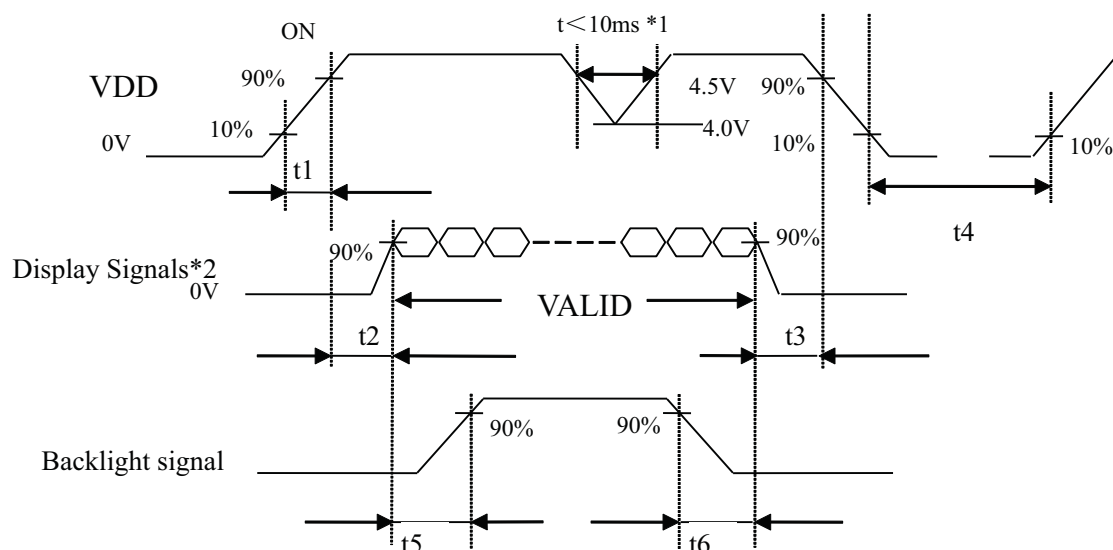 ON
t＜10ms *1
90%
VDD
4.5V
90%
10%
0V
4.0V
10%
10%
t1
t4
90%
90%
Display Signals*2
0V
VALID
t2
t3
90%
90%
Backlight signal
t5
t6